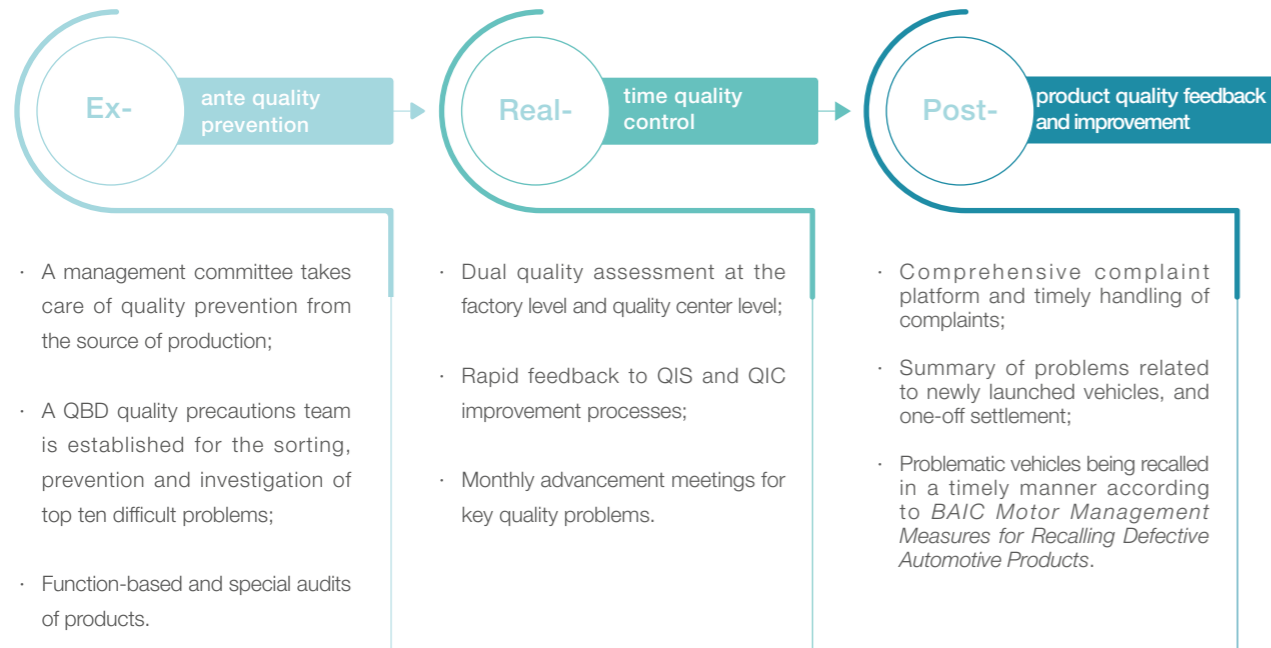 Ex-
ante quality
prevention
· A management committee takes
care of quality prevention from
the source of production;
· A QBD quality precautions team
is established for the sorting,
prevention and investigation of
top ten difficult problems;
· Function-based and special audits
of products.
Real-
time quality
control
· Dual quality assessment at the
factory level and quality center level;
· Rapid feedback to QIS and QIC
improvement processes;
· Monthly advancement meetings for
key quality problems.
Post-
product quality feedback
and improvement
· Comprehensive complaint
platform and timely handling of
complaints;
· Summary of problems related
to newly launched vehicles, and
one-off settlement;
· Problematic vehicles being recalled
in a timely manner according
to BAIC Motor Management
Measures for Recalling Defective
Automotive Products.